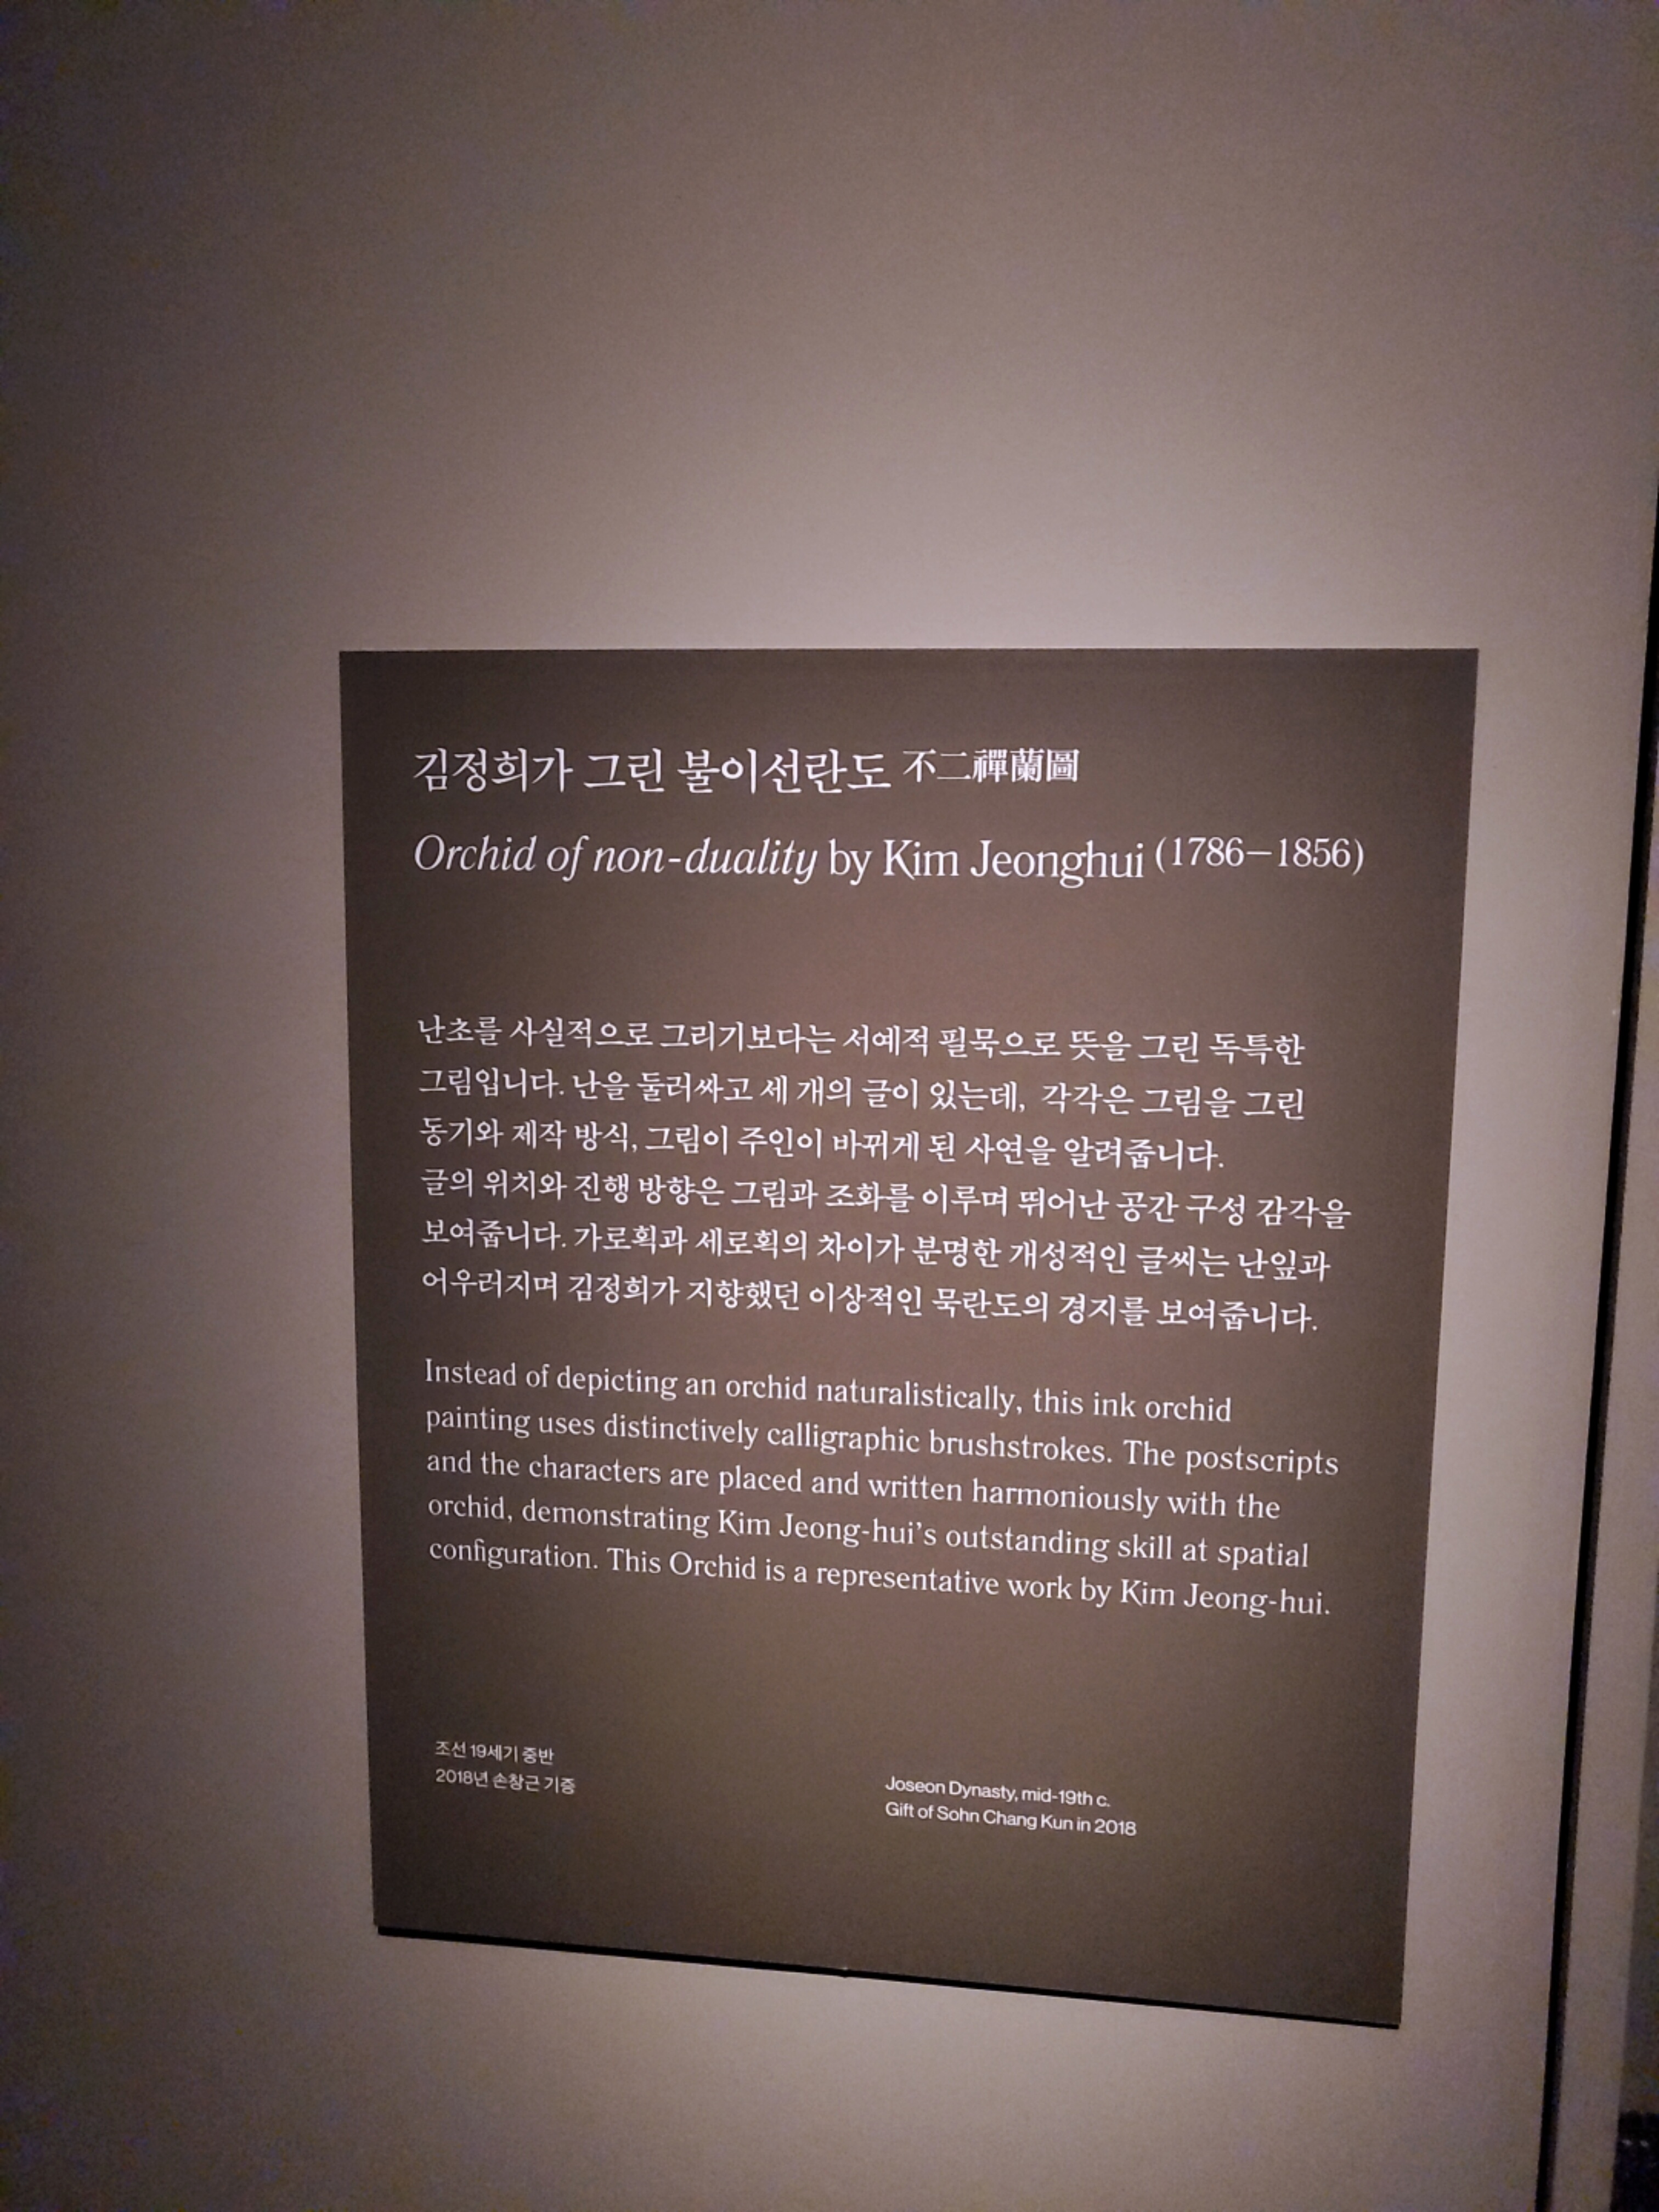 김정희가 그린 불이선란도 不二禪蘭圖
Orchid of non-duality by Kim Jeonghui (1786–1856)
난초를 사실적으로 그리기보다는 서예적 필묵으로 뜻을 그린 독특한
그림입니다. 난을 둘러싸고 세 개의 글이 있는데, 각각은 그림을 그린
동기와 제작 방식, 그림이 주인이 바뀌게 된 사연을 알려줍니다.
글의 위치와 진행 방향은 그림과 조화를 이루며 뛰어난 공간 구성 감각을
보여줍니다. 가로획과 세로획의 차이가 분명한 개성적인 글씨는 난잎과
어우러지며 김정희가 지향했던 이상적인 묵란도의 경지를 보여줍니다.
Instead of depicting an orchid naturalistically, this ink orchid
painting uses distinctively calligraphic brushstrokes. The postscripts
and the characters are placed and written harmoniously with the
orchid, demonstrating Kim Jeong-hui's outstanding skill at spatial
configuration. This Orchid is a representative work by Kim Jeong-hui.
조선 19세기 중반
2018년 손창근 기증
Joseon Dynasty, mid-19th c.
Gift of Sohn Chang Kun in 2018